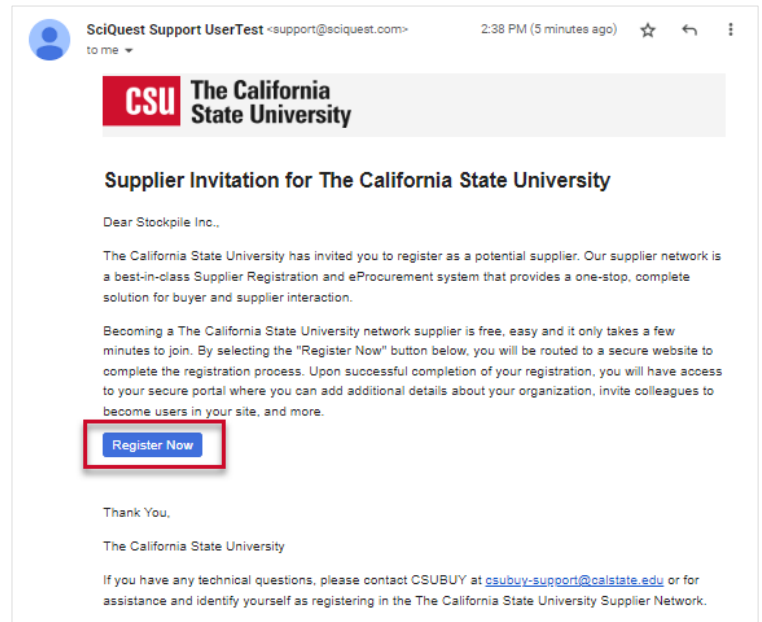 SciQuest Support UserTest <support@sciquest.com> 2:38 PM (5 minutes ago)
to me
CSU The California
State University
Supplier Invitation for The California State University
Dear Stockpile Inc.,
The California State University has invited you to register as a potential supplier. Our supplier network is
a best-in-class Supplier Registration and eProcurement system that provides a one-stop, complete
solution for buyer and supplier interaction.
Becoming a The California State University network supplier is free, easy and it only takes a few
minutes to join. By selecting the "Register Now" button below, you will be routed to a secure website to
complete the registration process. Upon successful completion of your registration, you will have access
to your secure portal where you can add additional details about your organization, invite colleagues to
become users in your site, and more.
Register Now
Thank You,
The California State University
If you have any technical questions, please contact CSUBUY at csubuy-support@calstate.edu or for
assistance and identify yourself as registering in the The California State University Supplier Network.